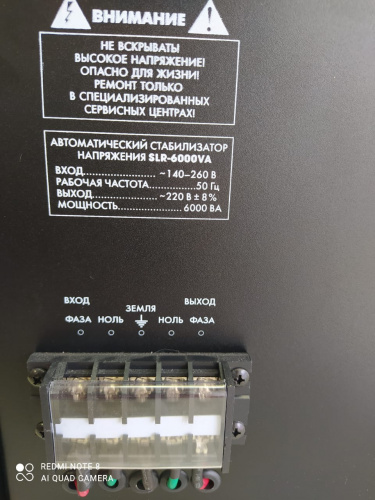 ВНИМАНИЕ
НЕ ВСКРЫВАТЬ
ВЫСОКОЕ НАПРЯЖЕНИЕ!
ОПАСНО ДЛЯ ЖИЗНИ!
РЕМОНТ ТОЛЬКО
В СПЕЦИАЛИЗИРОВАННЫХ
СЕРВИСНЫХ ЦЕНТРАХ!
АВТОМАТИЧЕСКИЙ СТАБИЛИЗАТОР
НАПРЯЖЕНИЯ SLR-6000VA
ВХОД....................~140–260 В
РАБОЧАЯ ЧАСТОТА................50 Гц
ВЫХОД....................~220 В ± 8%
МОЩНОСТЬ......................6000 ВА
ВХОД ЗЕМЛЯ ВЫХОД
ФАЗА НОЛЬ НОЛЬ ФАЗА
REDMI NOTE 8
AI QUAD CAMERA